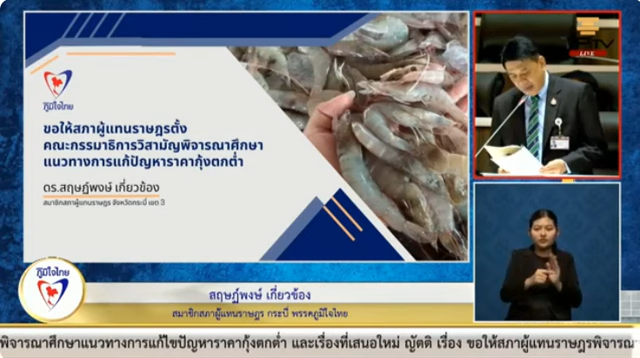 ภูมิใจไทย
ขอให้สภาผู้แทนราษฎรตั้ง
คณะกรรมาธิการวิสามัญพิจารณาศึกษา
แนวทางการแก้ปัญหาราคากุ้งตกต่ำ
ดร.สฤษฎ์พงษ์ เกี่ยวข้อง
สมาชิกสภาผู้แทนราษฎร จังหวัดกระบี่ เขต 3
LIVE
ภูมิใจไทย
สฤษฎ์พงษ์ เกี่ยวข้อง
สมาชิกสภาผู้แทนราษฎร กระบี่ พรรคภูมิใจไทย
พิจารณาศึกษาแนวทางการแก้ไขปัญหาราคากุ้งตกต่ำ และเรื่องที่เสนอใหม่ ญัตติ เรื่อง ขอให้สภาผู้แทนราษฎรพิจารณ